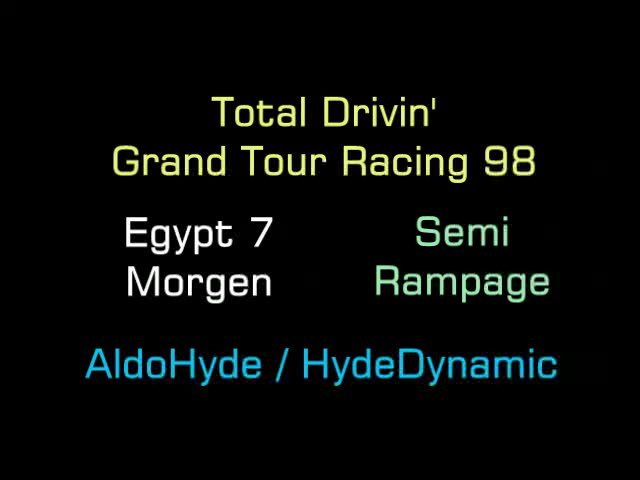 Total Drivin'
Grand Tour Racing 98
Egypt 7
Morgen
Semi
Rampage
AldoHyde / HydeDynamic